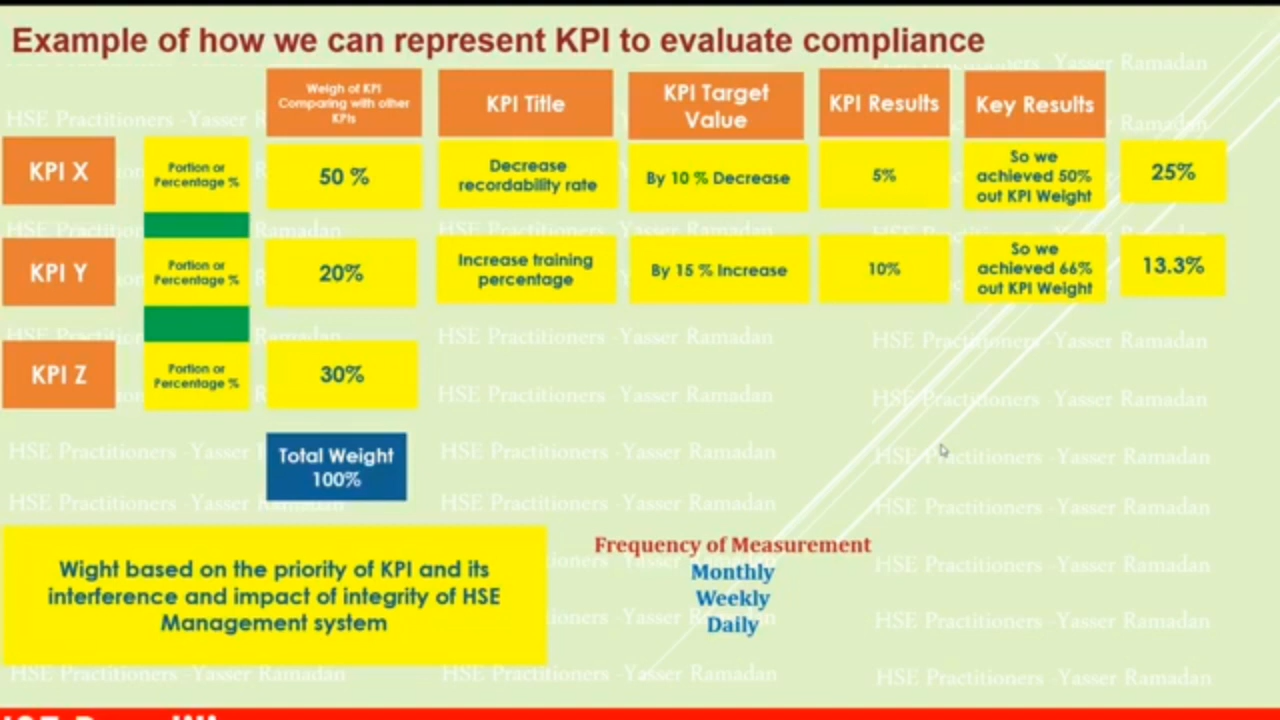 Example of how we can represent KPI to evaluate compliance
Weigh of KPI
Comparing with other
KPIs
KPI Title
KPI Target
Value
KPI Results
Key Results
KPI X
Portion or
Percentage %
50 %
Decrease
recordability rate
By 10 % Decrease
5%
So we
achieved 50%
out KPI Weight
25%
KPI Y
Portion or
Percentage %
20%
Increase training
percentage
By 15 % Increase
10%
So we
achieved 66%
out KPI Weight
13.3%
KPI Z
Portion or
Percentage %
30%
Total Weight
100%
Wight based on the priority of KPI and its
interference and impact of integrity of HSE
Management system
Frequency of Measurement
Monthly
Weekly
Daily
HSE Practitioners -Yasser Ramadan